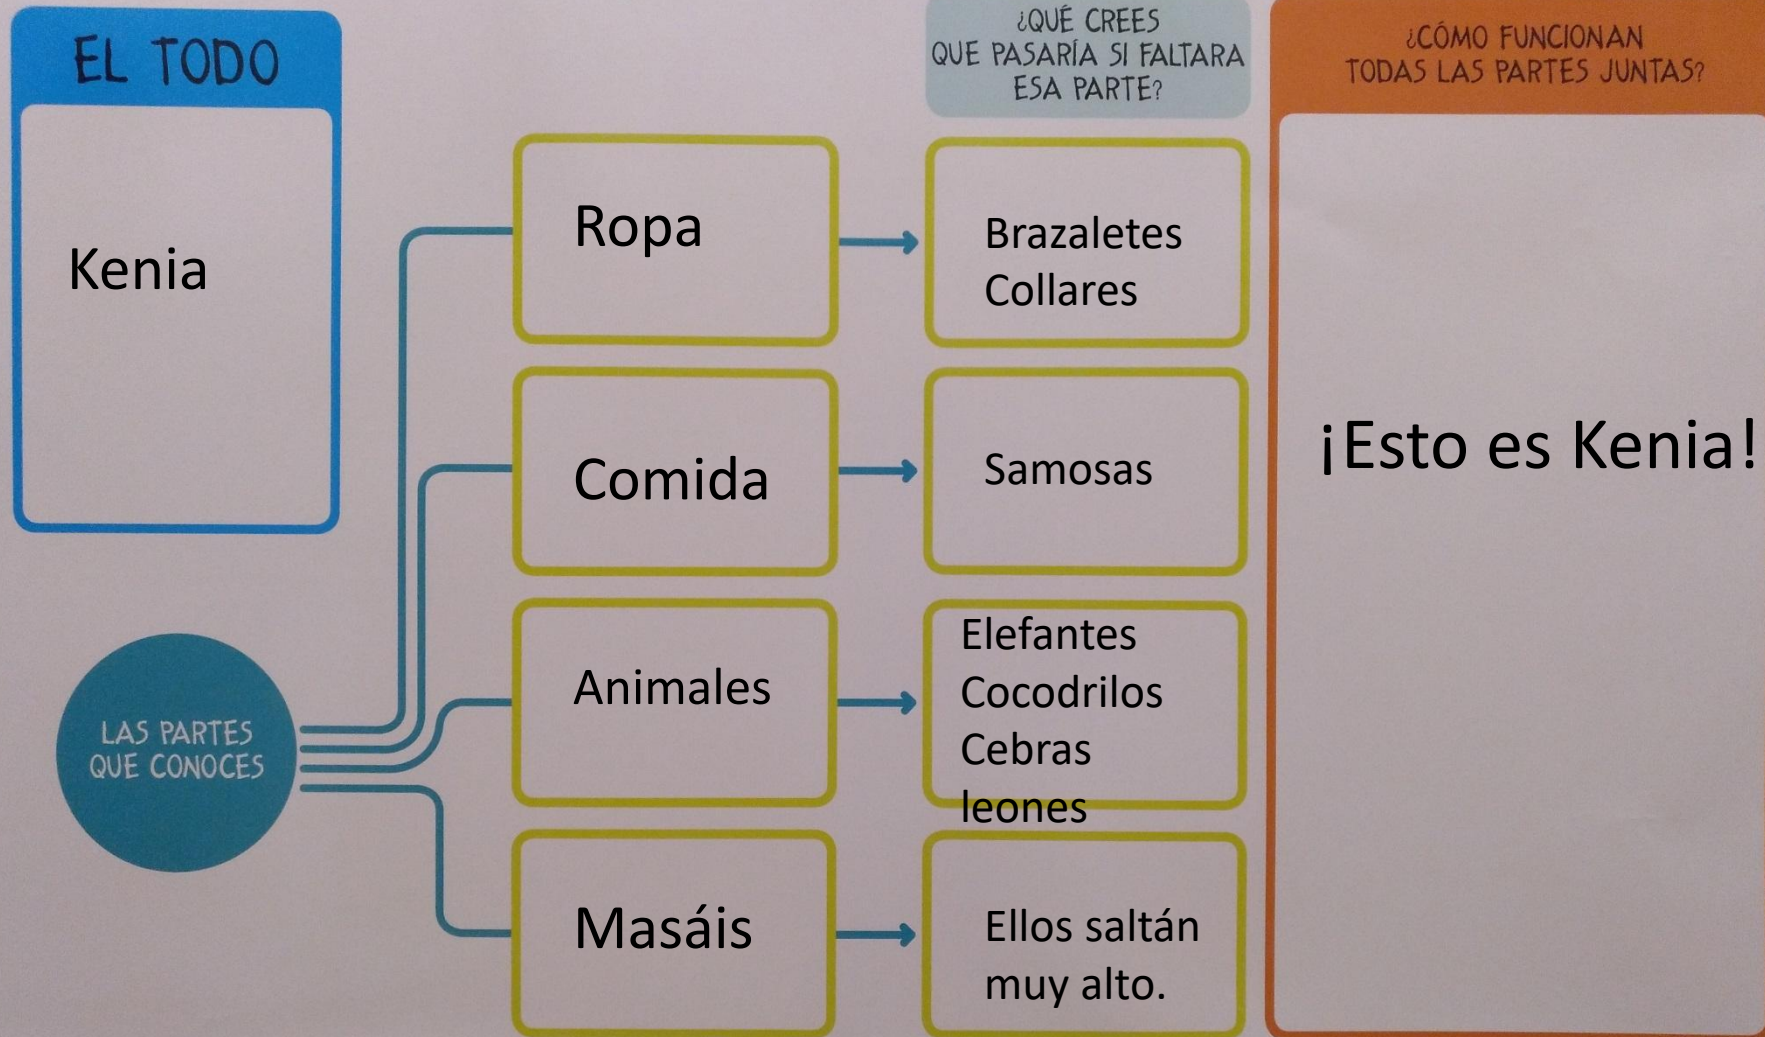 EL TODO
Kenia
LAS PARTES
QUE CONOCES
Ropa
Comida
Animales
Masáis
¿QUÉ CREES
QUE PASARÍA SI FALTARA
ESA PARTE?
Brazaletes
Collares
Samosas
Elefantes
Cocodrilos
Cebras
leones
Ellos saltán
muy alto.
¿CÓMO FUNCIONAN
TODAS LAS PARTES JUNTAS?
¡Esto es Kenia!